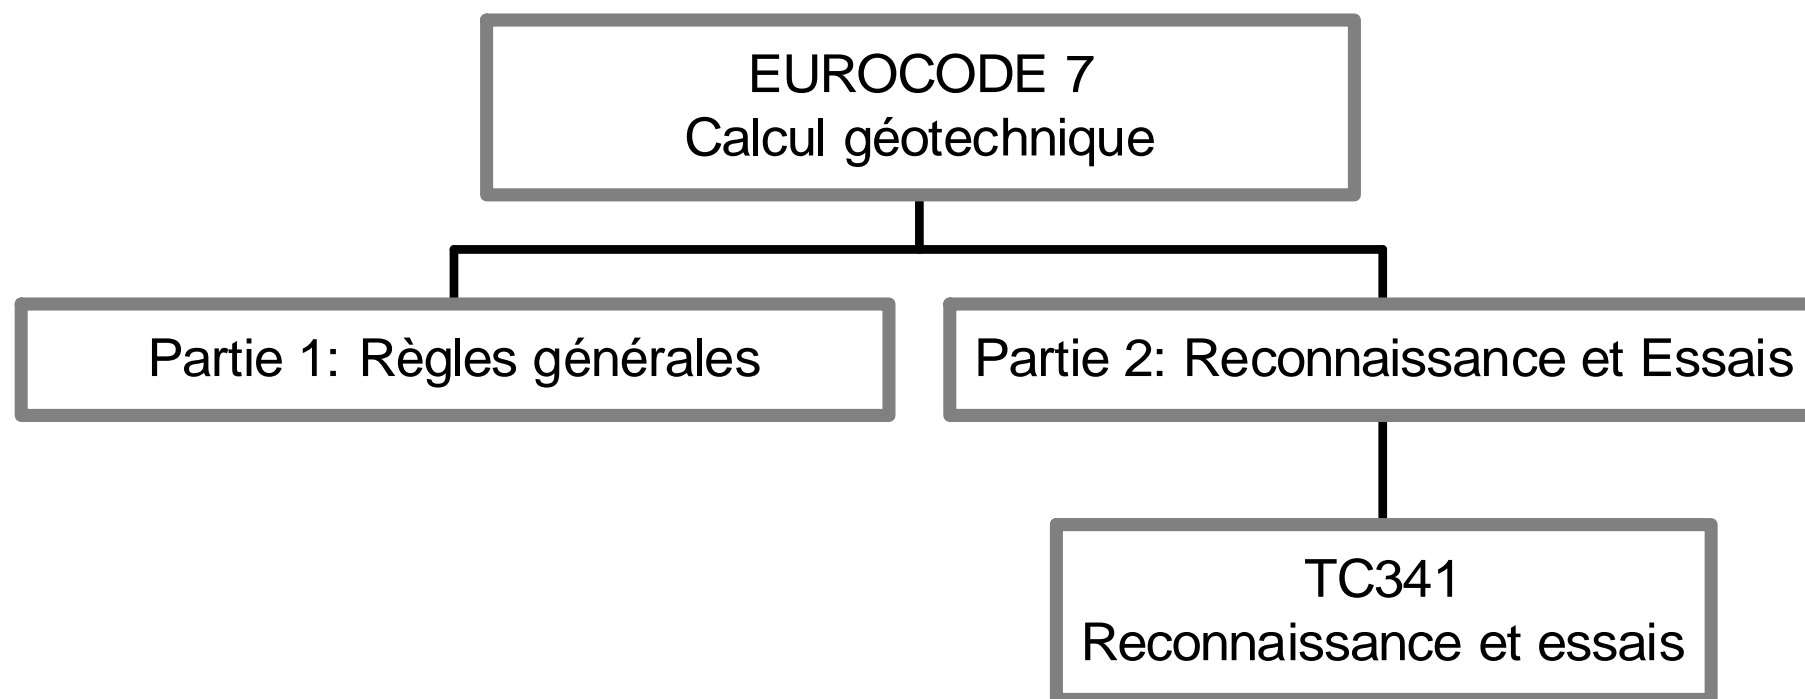 EUROCODE 7
Calcul géotechnique
Partie 1: Règles générales
Partie 2: Reconnaissance et Essais
TC341
Reconnaissance et essais